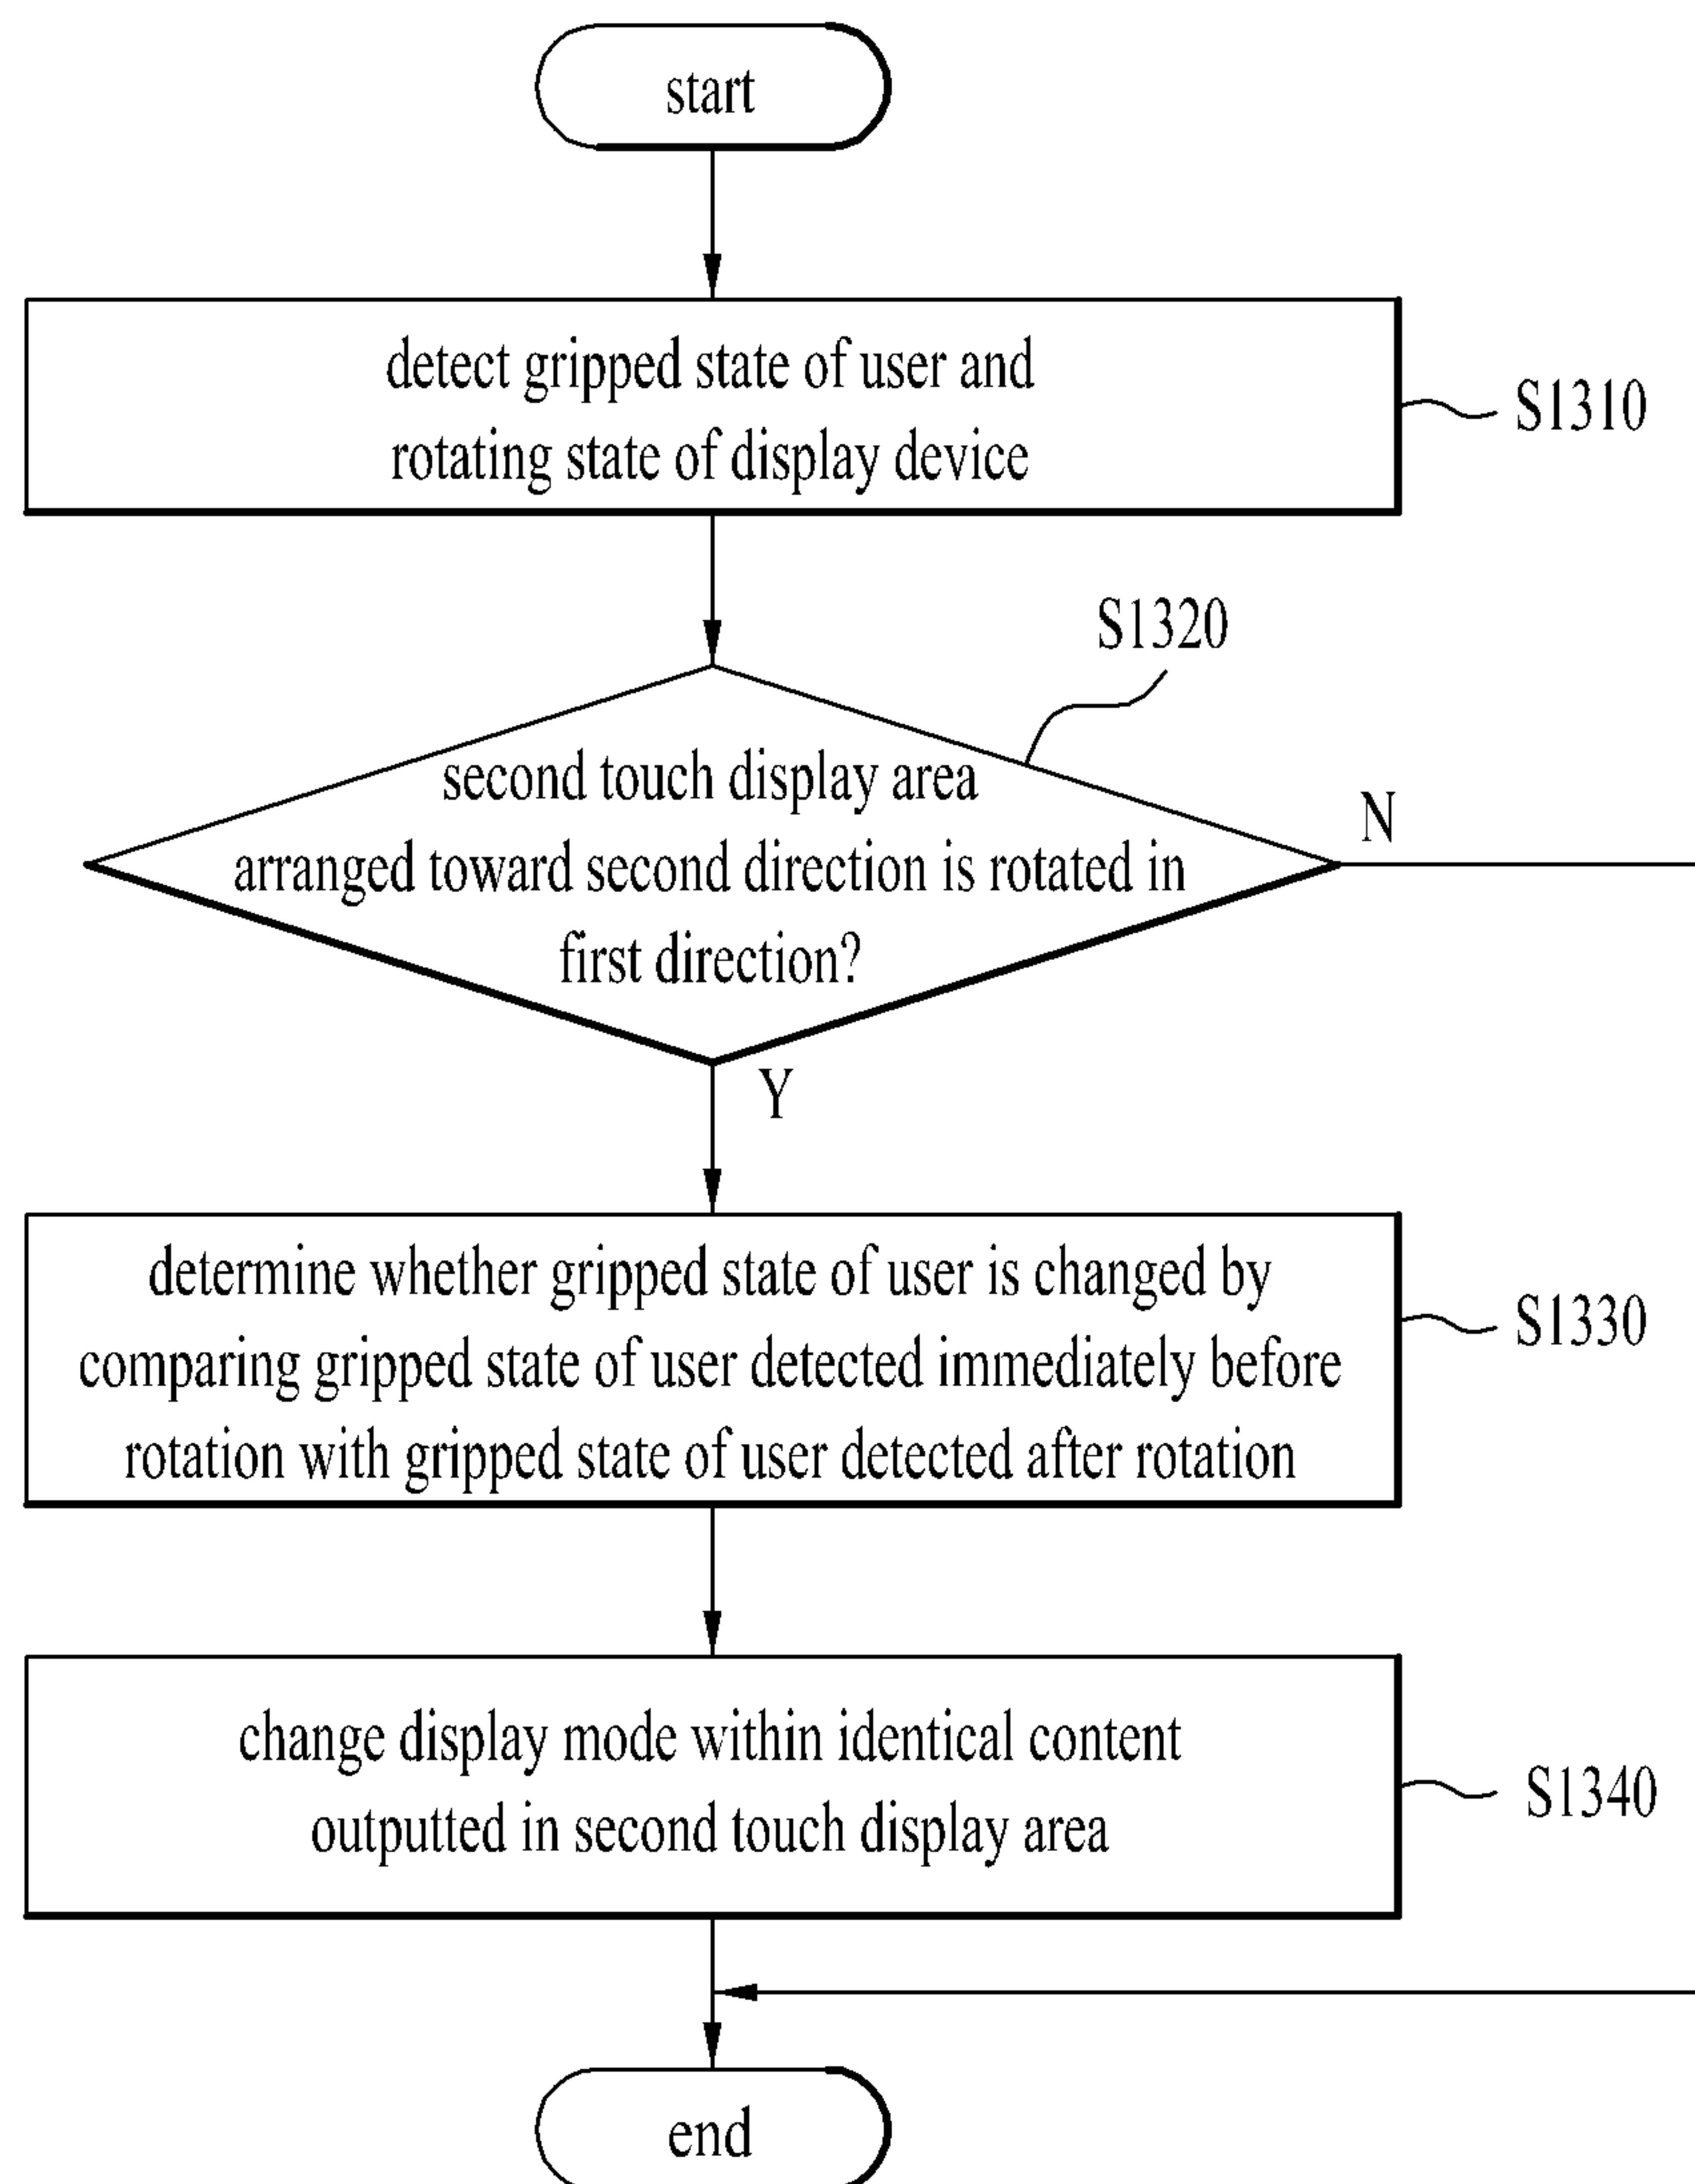 start
detect gripped state of user and
rotating state of display device
S1310
S1320
second touch display area
arranged toward second direction is rotated in
first direction?
N
Y
determine whether gripped state of user is changed by
comparing gripped state of user detected immediately before
rotation with gripped state of user detected after rotation
S1330
change display mode within identical content
outputted in second touch display area
S1340
end